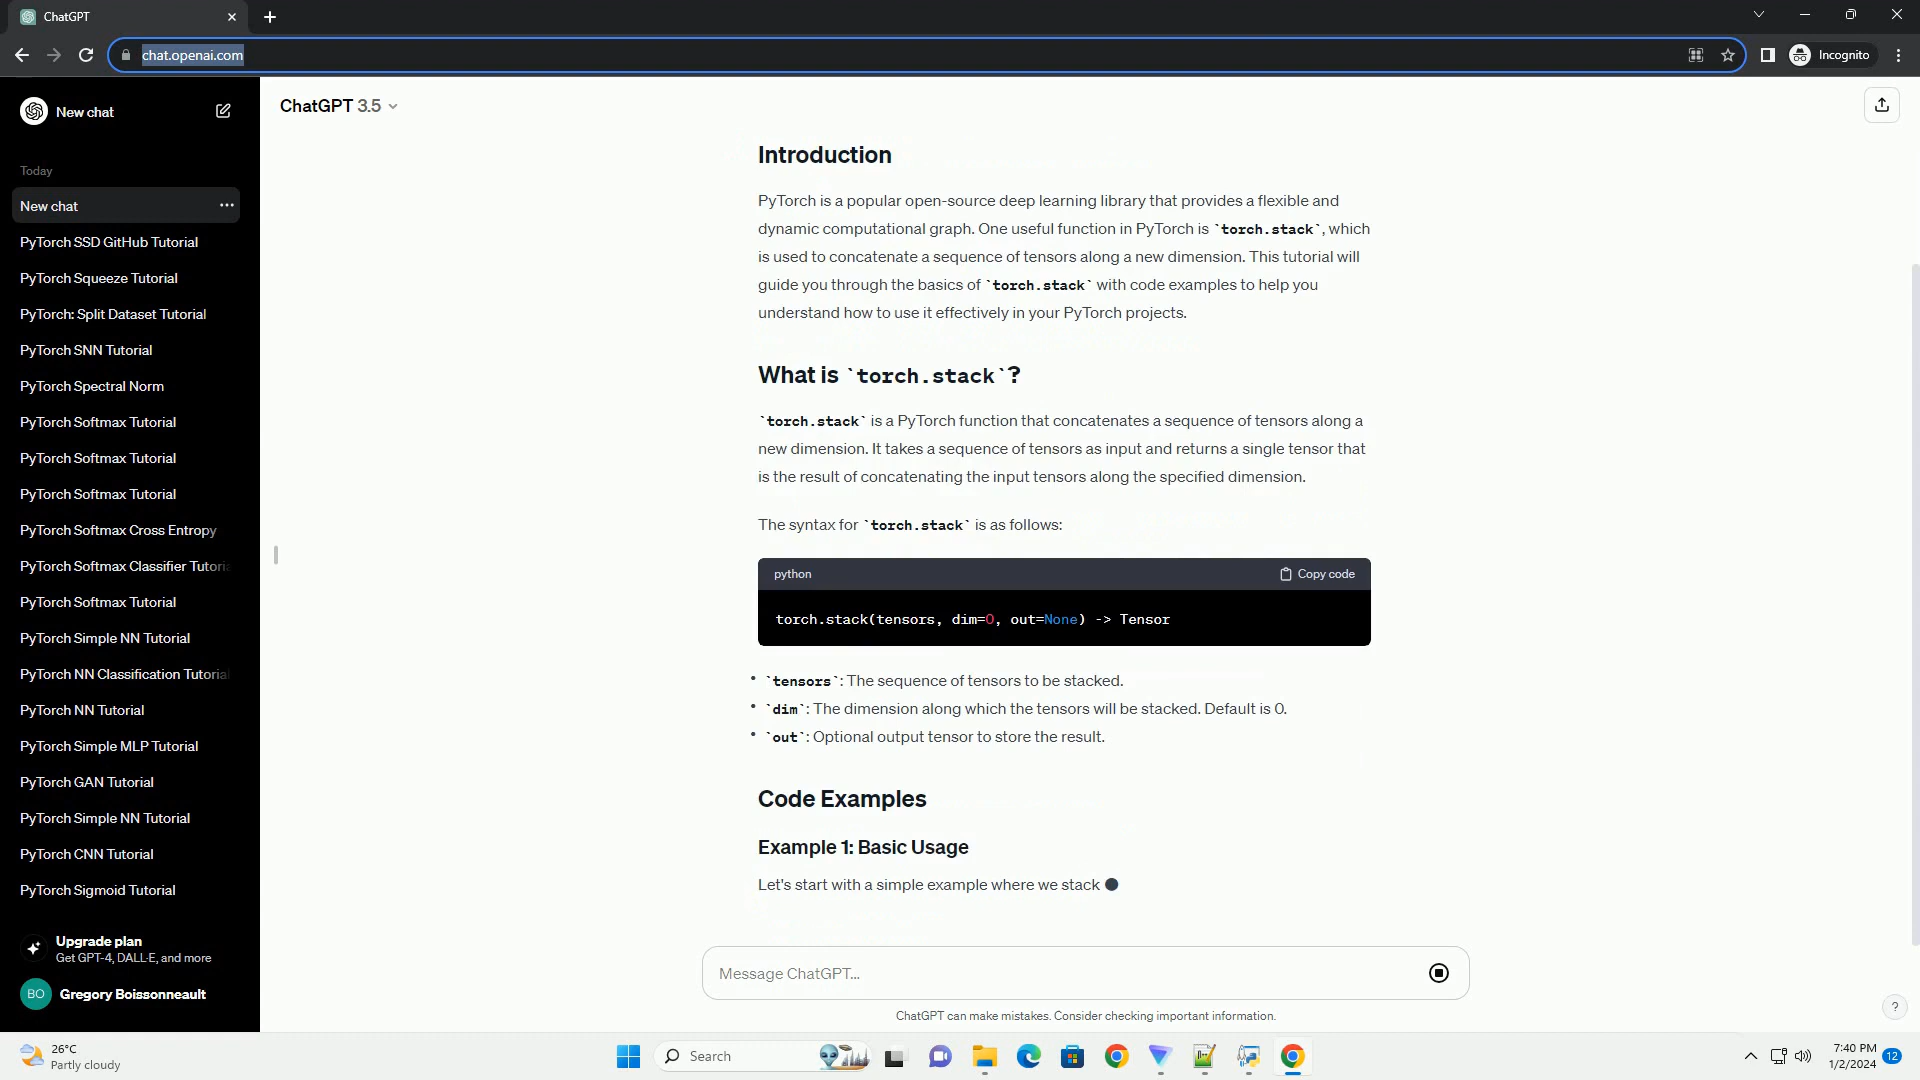 ChatGPT
chat.openai.com
Incognito
New chat
Today
New chat
PyTorch SSD GitHub Tutorial
PyTorch Squeeze Tutorial
PyTorch: Split Dataset Tutorial
PyTorch SNN Tutorial
PyTorch Spectral Norm
PyTorch Softmax Tutorial
PyTorch Softmax Tutorial
PyTorch Softmax Tutorial
PyTorch Softmax Cross Entropy
PyTorch Softmax Classifier Tutoria
PyTorch Softmax Tutorial
PyTorch Simple NN Tutorial
PyTorch NN Classification Tutorial
PyTorch NN Tutorial
PyTorch Simple MLP Tutorial
PyTorch GAN Tutorial
PyTorch Simple NN Tutorial
PyTorch CNN Tutorial
PyTorch Sigmoid Tutorial
Upgrade plan
Get GPT-4, DALL·E, and more
BO Gregory Boissonneault
ChatGPT 3.5
Introduction
PyTorch is a popular open-source deep learning library that provides a flexible and
dynamic computational graph. One useful function in PyTorch is `torch.stack`, which
is used to concatenate a sequence of tensors along a new dimension. This tutorial will
guide you through the basics of `torch.stack` with code examples to help you
understand how to use it effectively in your PyTorch projects.
What is `torch.stack`?
`torch.stack` is a PyTorch function that concatenates a sequence of tensors along a
new dimension. It takes a sequence of tensors as input and returns a single tensor that
is the result of concatenating the input tensors along the specified dimension.
The syntax for `torch.stack` is as follows:
python Copy code
torch.stack(tensors, dim=0, out=None) -> Tensor
• `tensors`: The sequence of tensors to be stacked.
• `dim`: The dimension along which the tensors will be stacked. Default is 0.
• `out`: Optional output tensor to store the result.
Code Examples
Example 1: Basic Usage
Let's start with a simple example where we stack
Message ChatGPT...
ChatGPT can make mistakes. Consider checking important information.
?
26°C
Partly cloudy
Search
7:40 PM
1/2/2024
12